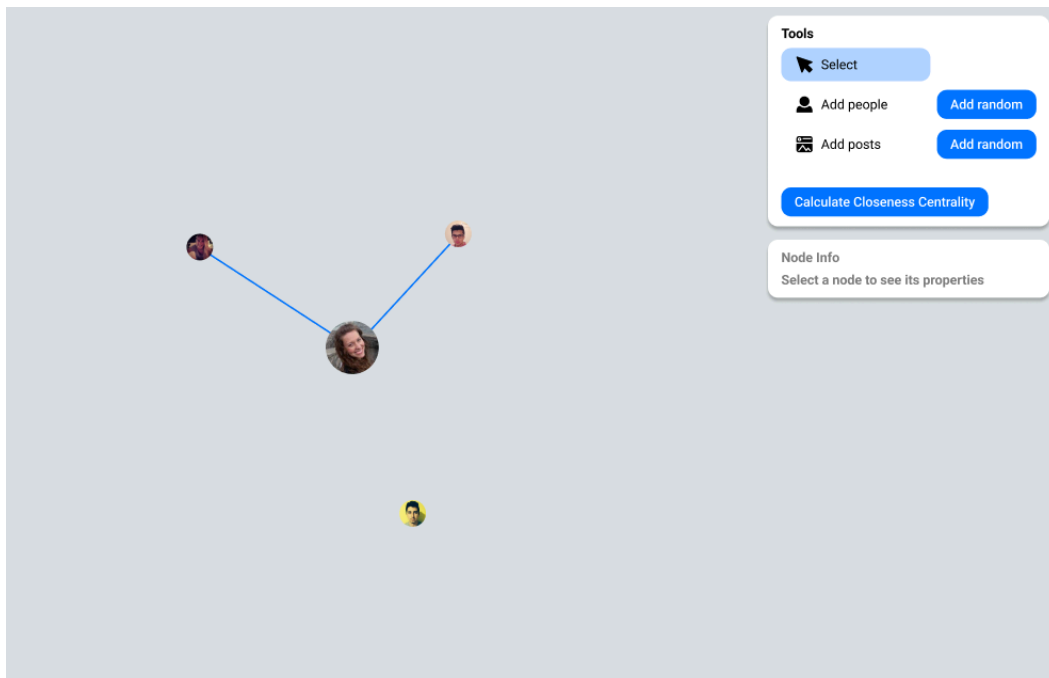 Tools
Select
Add people
Add random
Add posts
Add random
Calculate Closeness Centrality
Node Info
Select a node to see its properties